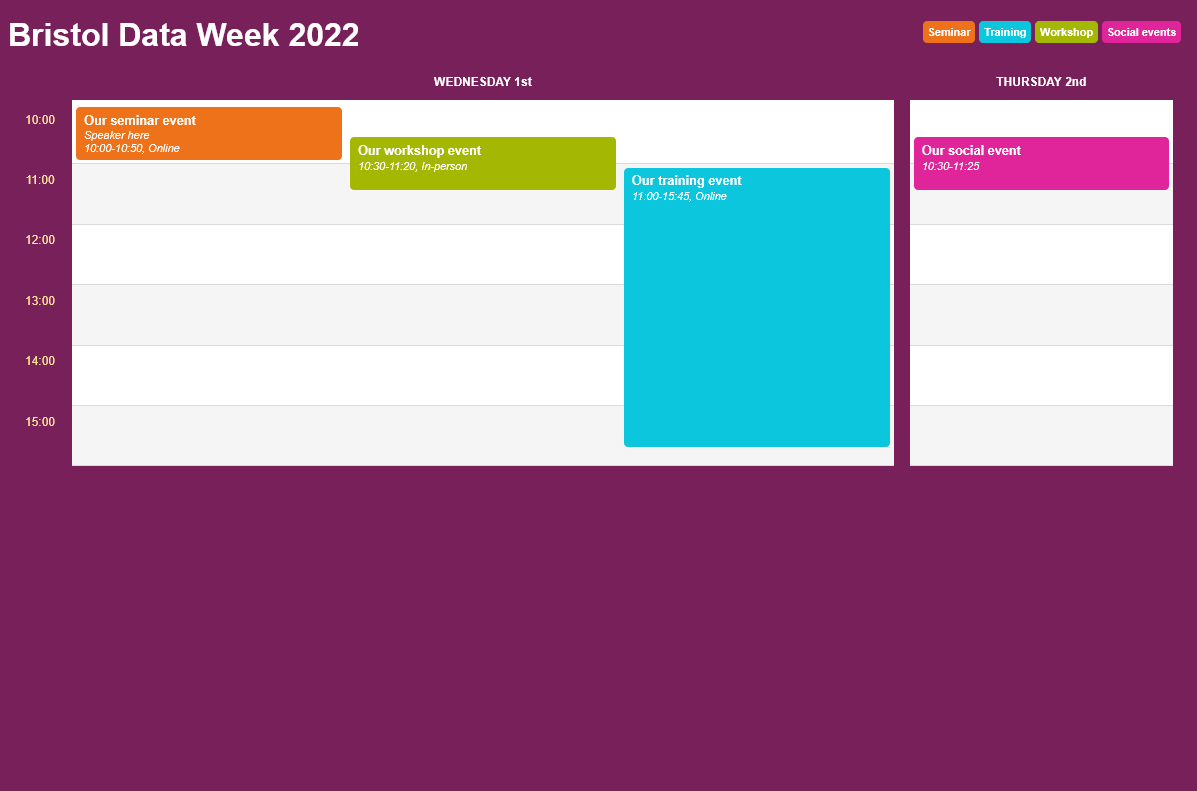 Bristol Data Week 2022
Seminar
Training
Workshop
Social events
WEDNESDAY 1st
THURSDAY 2nd
10:00
11:00
12:00
13:00
14:00
15:00
Our seminar event
Speaker here
10:00-10:50, Online
Our workshop event
10:30-11:20, In-person
Our training event
11:00-15:45, Online
Our social event
10:30-11:25